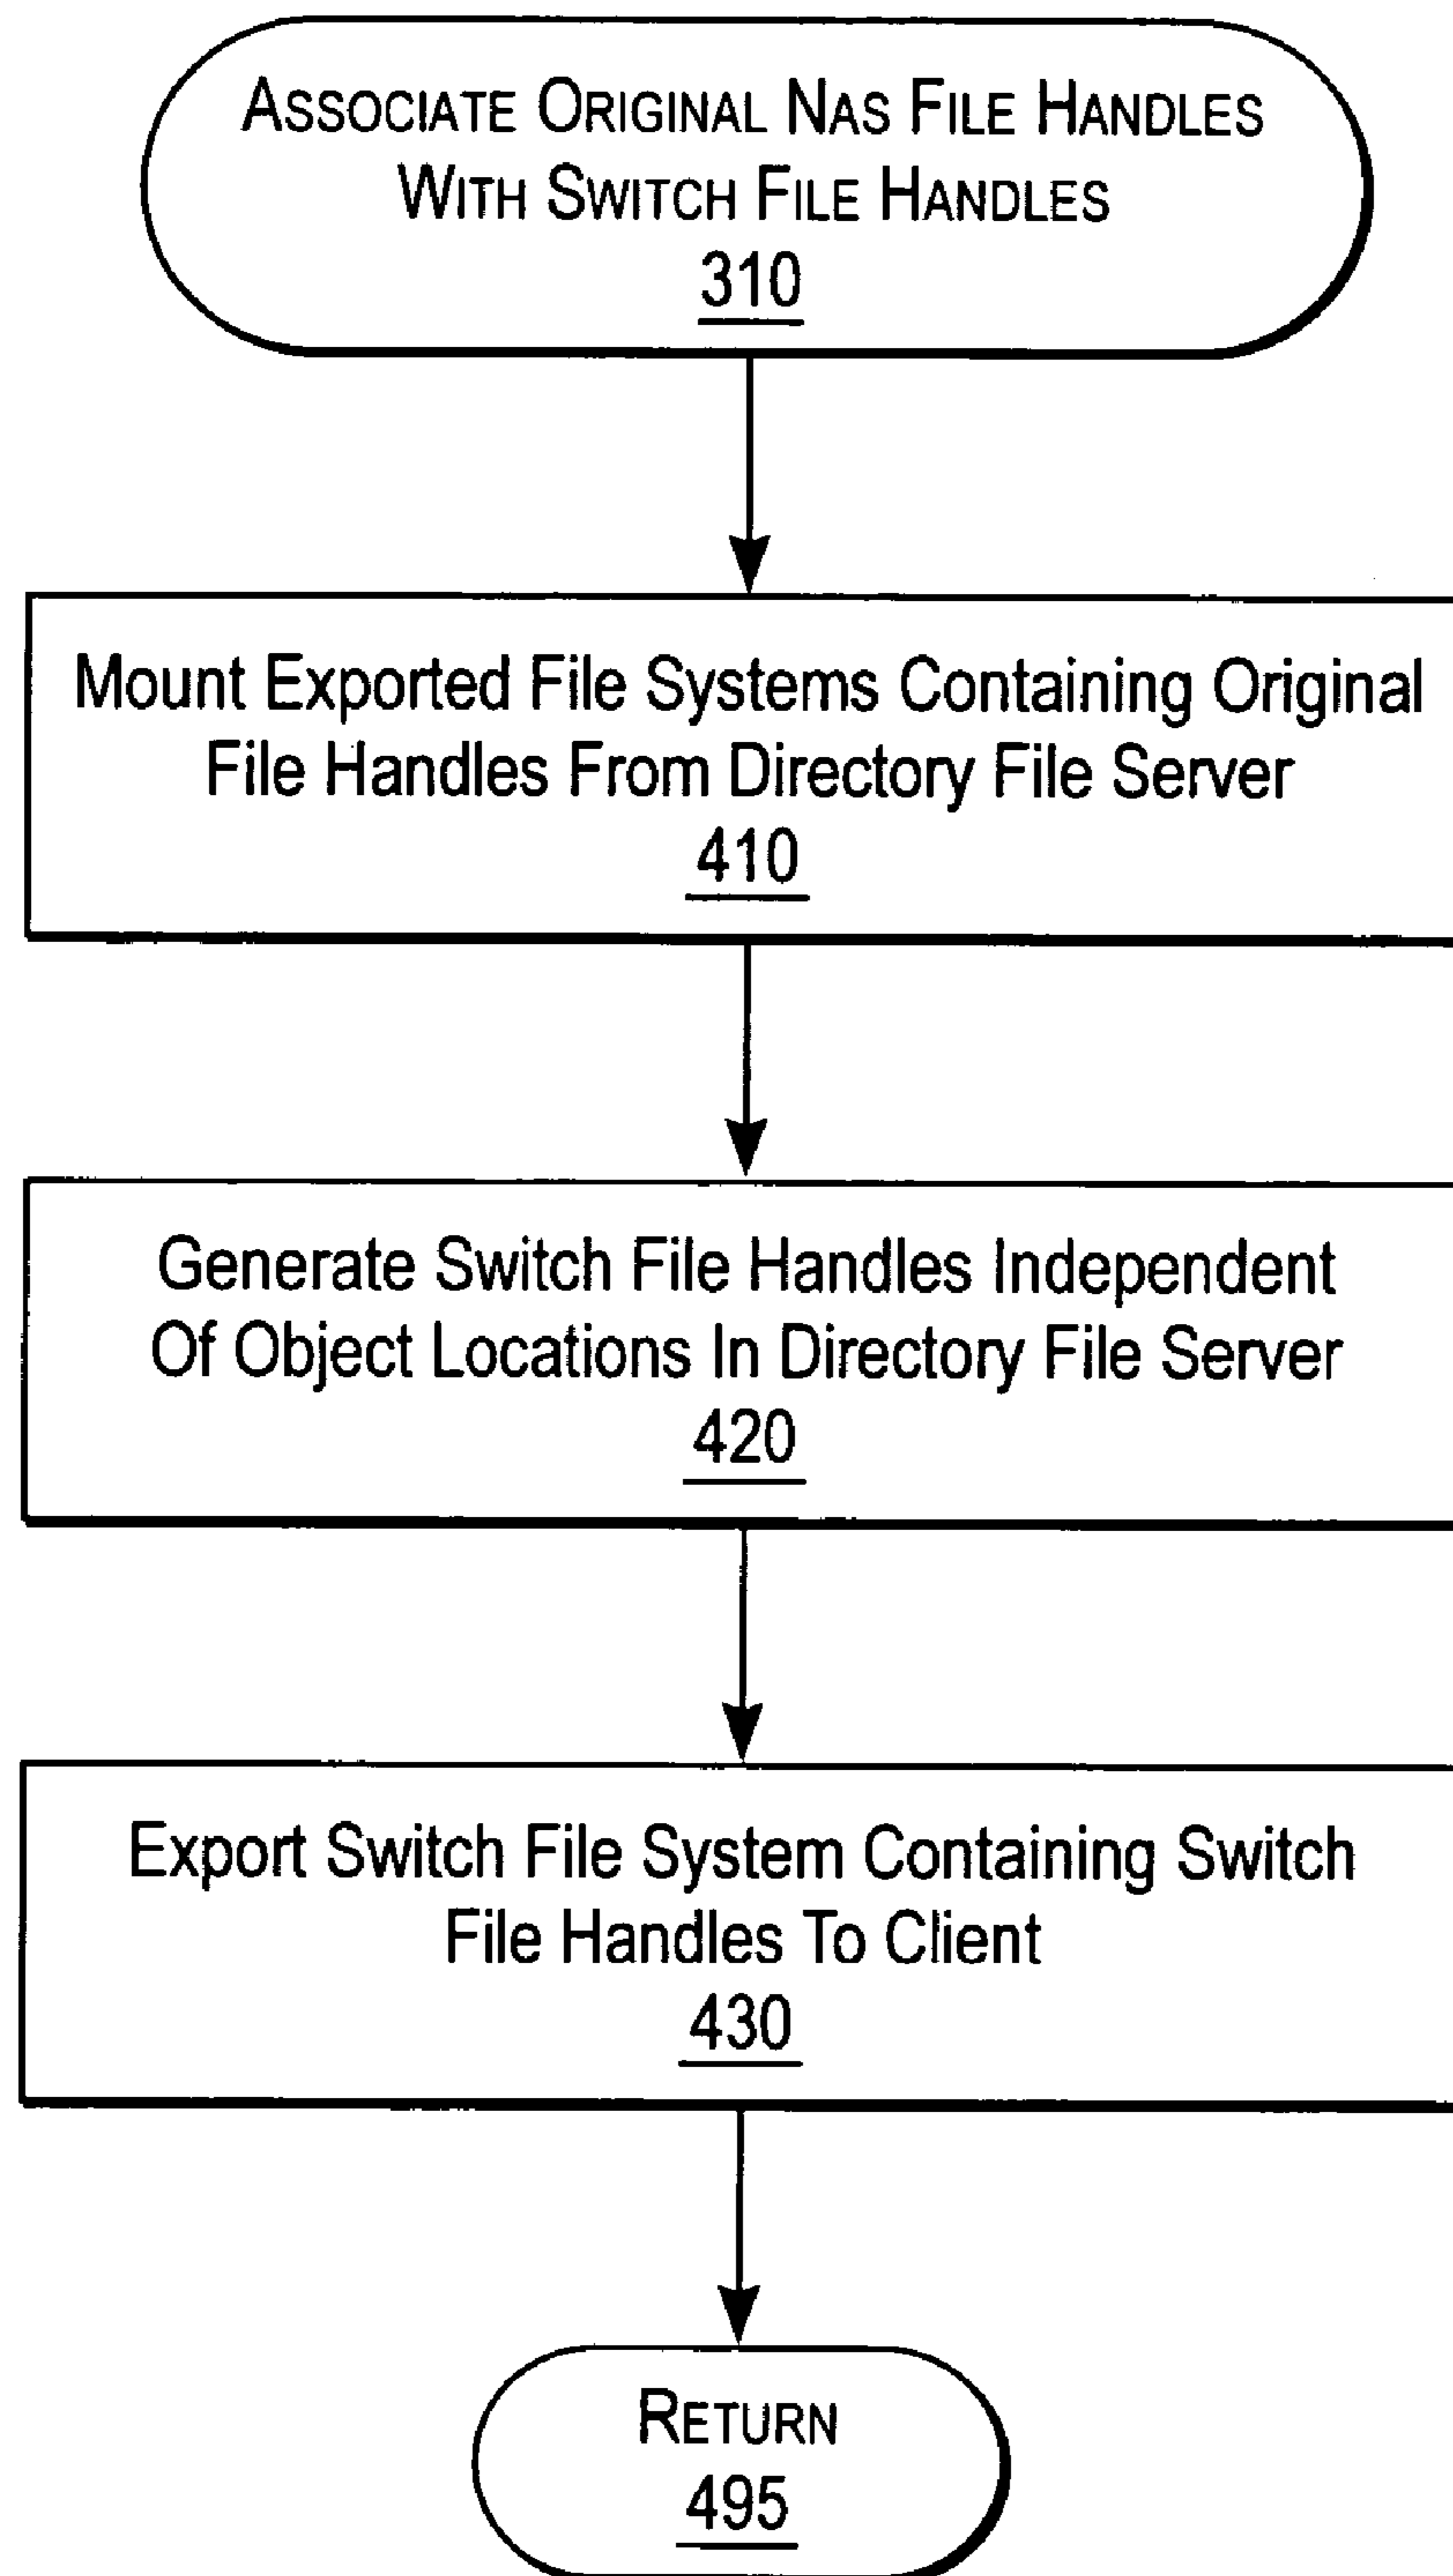 ASSOCIATE ORIGINAL NAS FILE HANDLES
WITH SWITCH FILE HANDLES
310
Mount Exported File Systems Containing Original
File Handles From Directory File Server
410
Generate Switch File Handles Independent
Of Object Locations In Directory File Server
420
Export Switch File System Containing Switch
File Handles To Client
430
RETURN
495